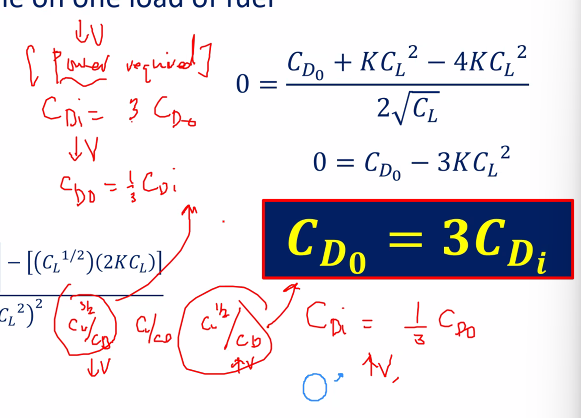 ne on one load of fuel
↓V
[Power required]
C_{Di} = 3 C_{D_0}
↓V
C_{D0} = \frac{1}{3} C_{Di}
0 = \frac{C_{D_0} + KC_L^2 − 4KC_L^2}{2\sqrt{C_L}}
0 = C_{D_0} − 3KC_L^2
C_{D_0} = 3C_{D_i}
− [(C_L^{1/2})(2KC_L)]
C_L^2)^2
C_L^{3/2}/C_D C_L/C_D C_L^{1/2}/C_D
↓V ↑V
C_{Di} = \frac{1}{3} C_{D0}
↑V,